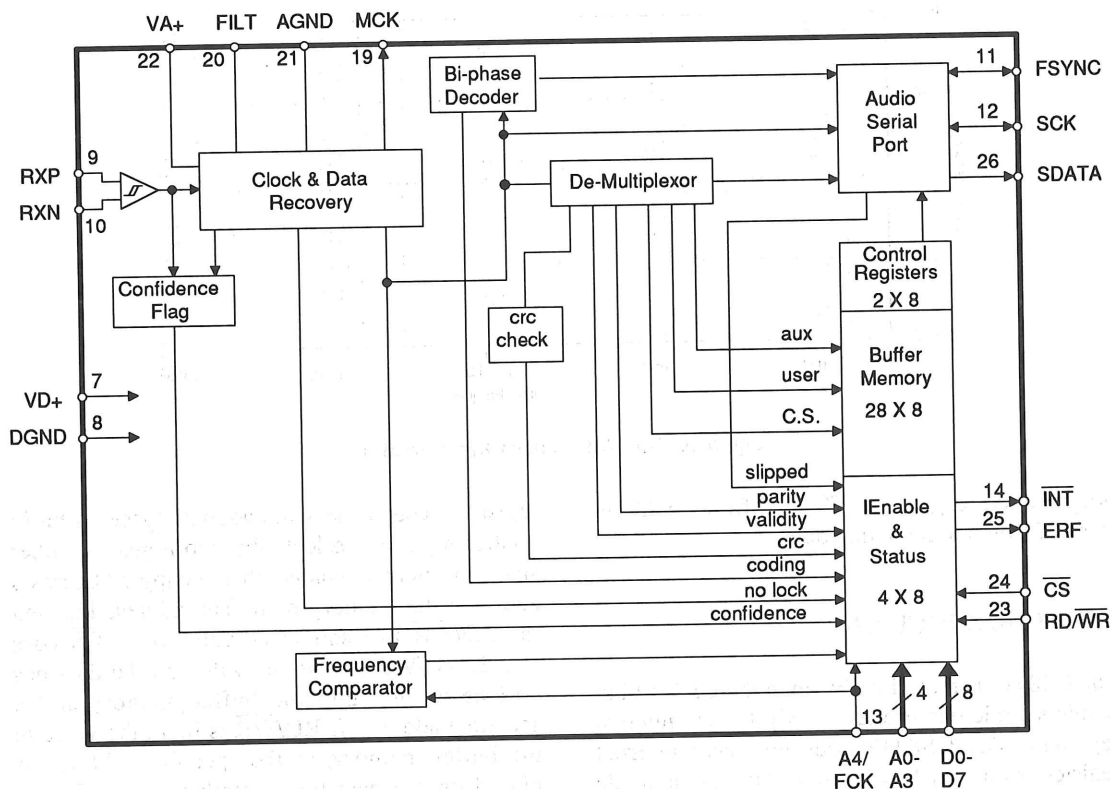 VA+ FILT AGND MCK
22 20 21 19
Bi-phase
Decoder
Audio
Serial
Port
11 FSYNC
12 SCK
26 SDATA
RXP 9
RXN 10
Clock & Data
Recovery
De-Multiplexor
Confidence
Flag
crc
check
Control
Registers
2 X 8
VD+ 7
DGND 8
aux
user
C.S.
Buffer
Memory
28 X 8
slipped
parity
validity
crc
coding
no lock
confidence
IEnable
&
Status
4 X 8
14 INT
25 ERF
24 CS
23 RD/WR
Frequency
Comparator
13 4 8
A4/
FCK
A0-
A3
D0-
D7